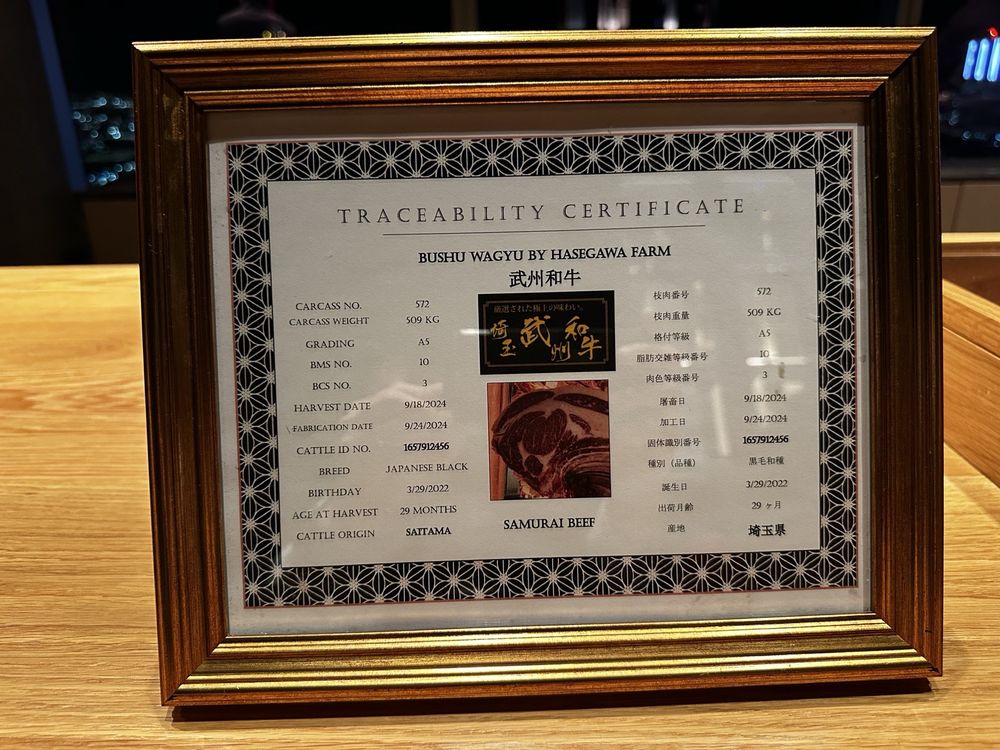 TRACEABILITY CERTIFICATE
BUSHU WAGYU BY HASEGAWA FARM
武州和牛
CARCASS NO. 572
CARCASS WEIGHT 509 KG
GRADING A5
BMS NO. 10
BCS NO. 3
HARVEST DATE 9/18/2024
FABRICATION DATE 9/24/2024
CATTLE ID NO. 1657912456
BREED JAPANESE BLACK
BIRTHDAY 3/29/2022
AGE AT HARVEST 29 MONTHS
CATTLE ORIGIN SAITAMA
厳選された極上の味わい。
埼玉 武州和牛
SAMURAI BEEF
枝肉番号 572
枝肉重量 509 KG
格付等級 A5
脂肪交雑等級番号 10
肉色等級番号 3
屠畜日 9/18/2024
加工日 9/24/2024
固体識別番号 1657912456
種別（品種） 黒毛和種
誕生日 3/29/2022
出荷月齢 29 ヶ月
産地 埼玉県